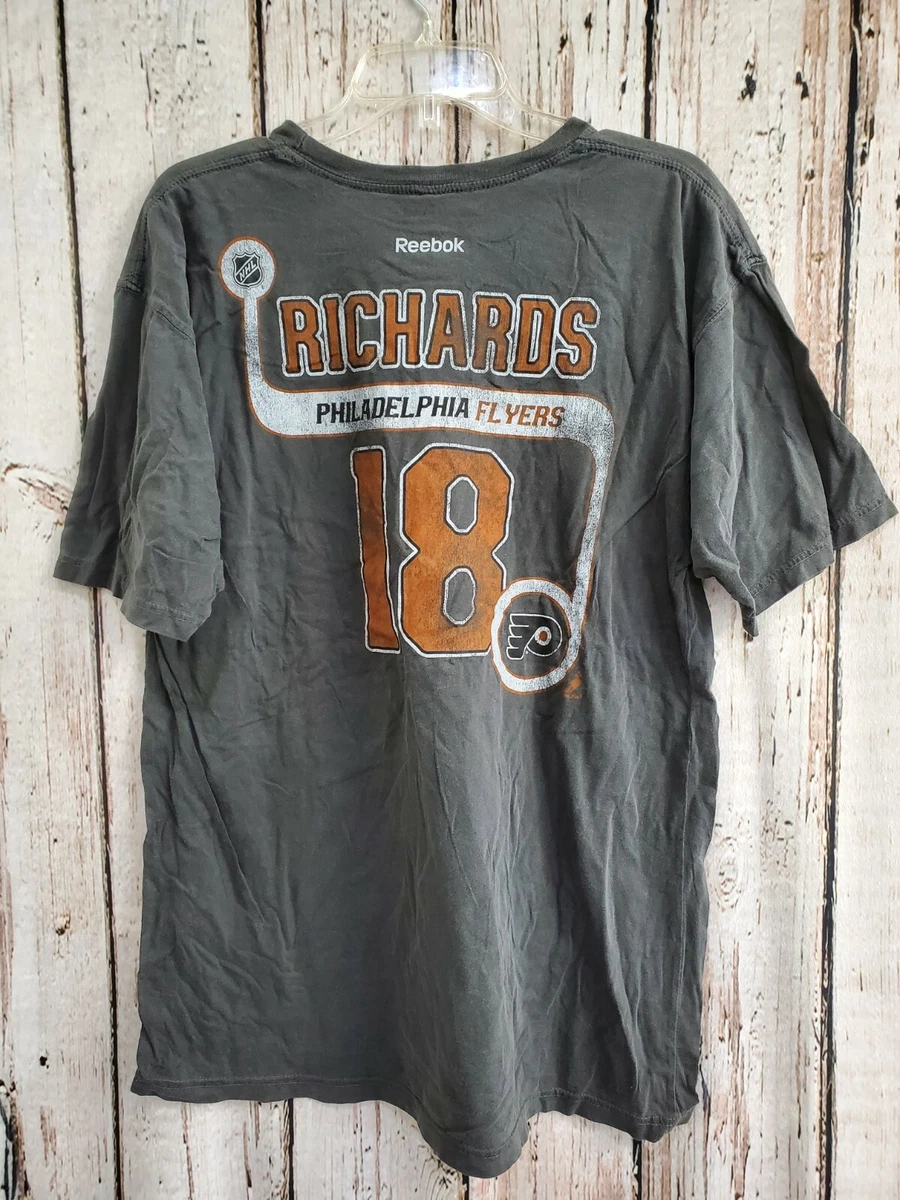 Reebok
NHL
RICHARDS
PHILADELPHIA FLYERS
18